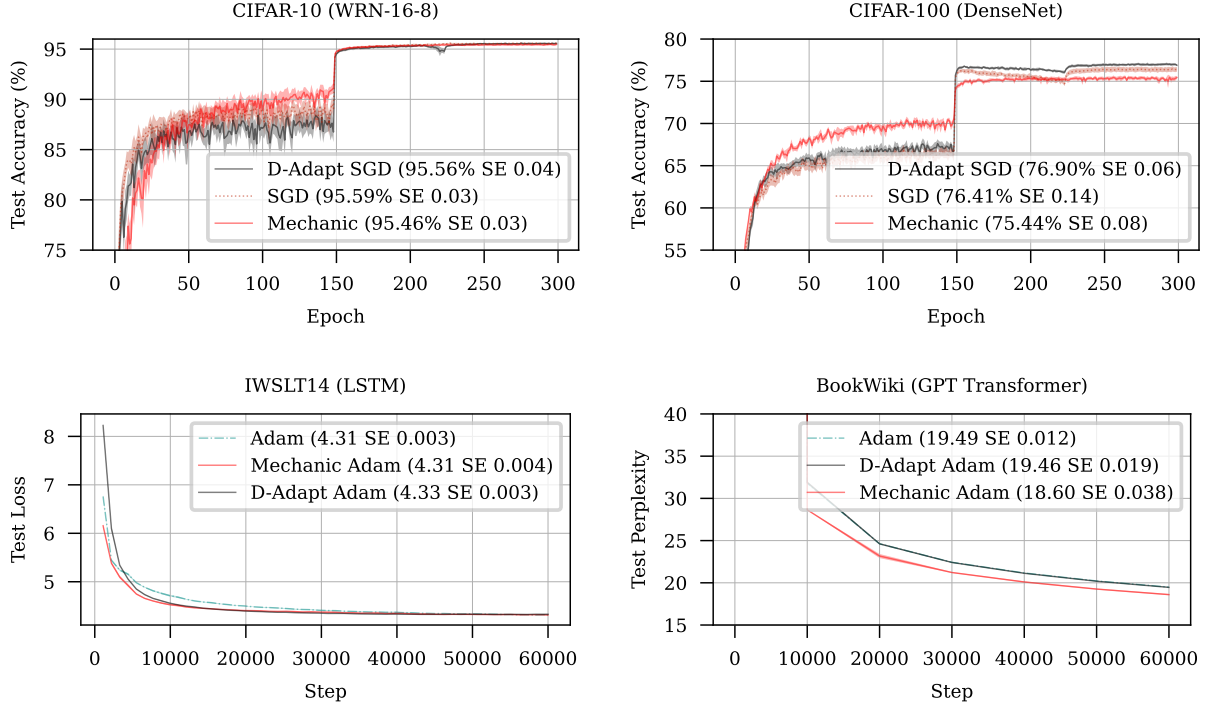 CIFAR-10 (WRN-16-8)
Test Accuracy (%)
95
90
85
80
75
D-Adapt SGD (95.56% SE 0.04)
SGD (95.59% SE 0.03)
Mechanic (95.46% SE 0.03)
0 50 100 150 200 250 300
Epoch
CIFAR-100 (DenseNet)
Test Accuracy (%)
80
75
70
65
60
55
D-Adapt SGD (76.90% SE 0.06)
SGD (76.41% SE 0.14)
Mechanic (75.44% SE 0.08)
0 50 100 150 200 250 300
Epoch
IWSLT14 (LSTM)
Test Loss
8
7
6
5
Adam (4.31 SE 0.003)
Mechanic Adam (4.31 SE 0.004)
D-Adapt Adam (4.33 SE 0.003)
0 10000 20000 30000 40000 50000 60000
Step
BookWiki (GPT Transformer)
Test Perplexity
40
35
30
25
20
15
Adam (19.49 SE 0.012)
D-Adapt Adam (19.46 SE 0.019)
Mechanic Adam (18.60 SE 0.038)
0 10000 20000 30000 40000 50000 60000
Step